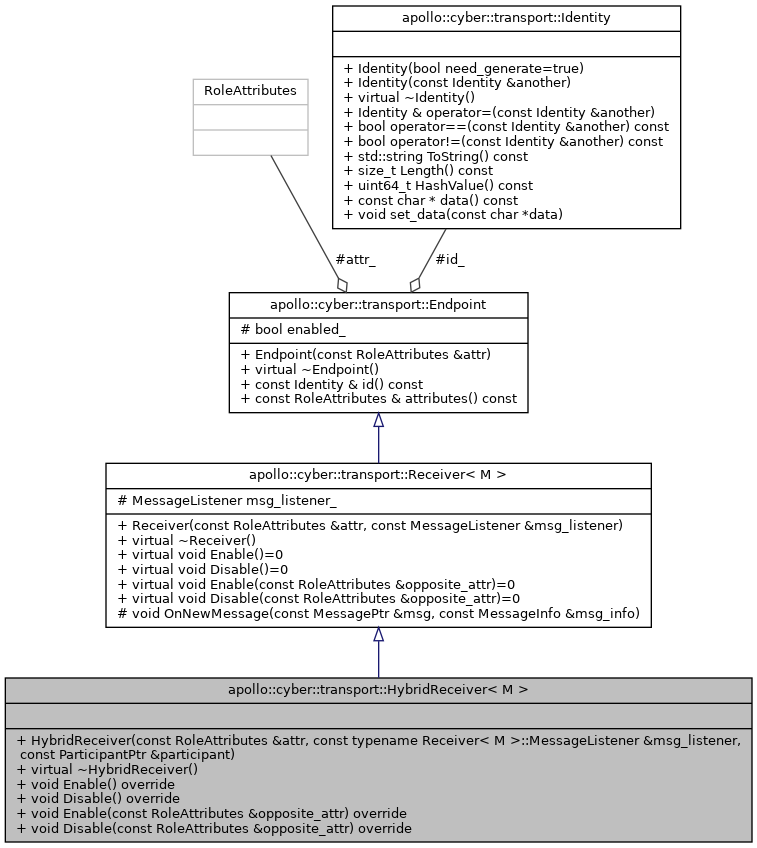 apollo::cyber::transport::Identity
+ Identity(bool need_generate=true)
+ Identity(const Identity &another)
+ virtual ~Identity()
+ Identity & operator=(const Identity &another)
+ bool operator==(const Identity &another) const
+ bool operator!=(const Identity &another) const
+ std::string ToString() const
+ size_t Length() const
+ uint64_t HashValue() const
+ const char * data() const
+ void set_data(const char *data)
RoleAttributes
#attr_
#id_
apollo::cyber::transport::Endpoint
# bool enabled_
+ Endpoint(const RoleAttributes &attr)
+ virtual ~Endpoint()
+ const Identity & id() const
+ const RoleAttributes & attributes() const
apollo::cyber::transport::Receiver< M >
# MessageListener msg_listener_
+ Receiver(const RoleAttributes &attr, const MessageListener &msg_listener)
+ virtual ~Receiver()
+ virtual void Enable()=0
+ virtual void Disable()=0
+ virtual void Enable(const RoleAttributes &opposite_attr)=0
+ virtual void Disable(const RoleAttributes &opposite_attr)=0
# void OnNewMessage(const MessagePtr &msg, const MessageInfo &msg_info)
apollo::cyber::transport::HybridReceiver< M >
+ HybridReceiver(const RoleAttributes &attr, const typename Receiver< M >::MessageListener &msg_listener,
const ParticipantPtr &participant)
+ virtual ~HybridReceiver()
+ void Enable() override
+ void Disable() override
+ void Enable(const RoleAttributes &opposite_attr) override
+ void Disable(const RoleAttributes &opposite_attr) override